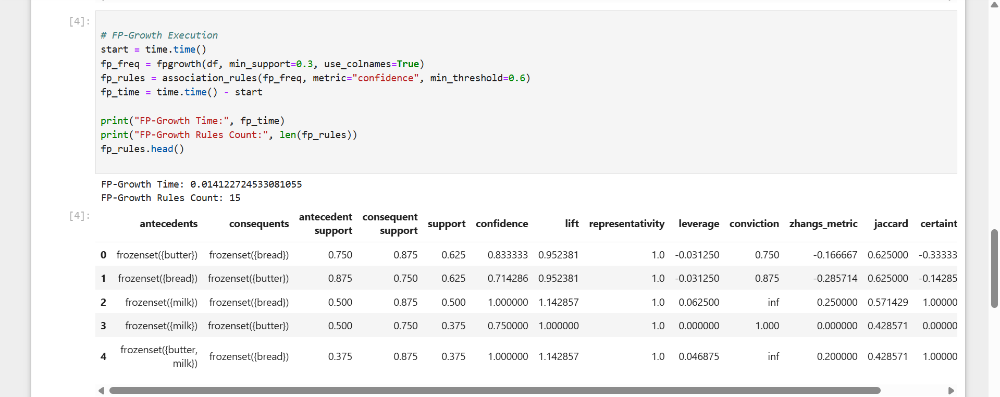 [4]:
# FP-Growth Execution
start = time.time()
fp_freq = fpgrowth(df, min_support=0.3, use_colnames=True)
fp_rules = association_rules(fp_freq, metric="confidence", min_threshold=0.6)
fp_time = time.time() - start
print("FP-Growth Time:", fp_time)
print("FP-Growth Rules Count:", len(fp_rules))
fp_rules.head()
FP-Growth Time: 0.014122724533081055
FP-Growth Rules Count: 15
[4]:
antecedents consequents antecedent support consequent support support confidence lift representativity leverage conviction zhangs_metric jaccard certaint
0 frozenset({butter}) frozenset({bread}) 0.750 0.875 0.625 0.833333 0.952381 1.0 -0.031250 0.750 -0.166667 0.625000 -0.33333
1 frozenset({bread}) frozenset({butter}) 0.875 0.750 0.625 0.714286 0.952381 1.0 -0.031250 0.875 -0.285714 0.625000 -0.14285
2 frozenset({milk}) frozenset({bread}) 0.500 0.875 0.500 1.000000 1.142857 1.0 0.062500 inf 0.250000 0.571429 1.00000
3 frozenset({milk}) frozenset({butter}) 0.500 0.750 0.375 0.750000 1.000000 1.0 0.000000 1.000 0.000000 0.428571 0.00000
4 frozenset({butter, milk}) frozenset({bread}) 0.375 0.875 0.375 1.000000 1.142857 1.0 0.046875 inf 0.200000 0.428571 1.00000